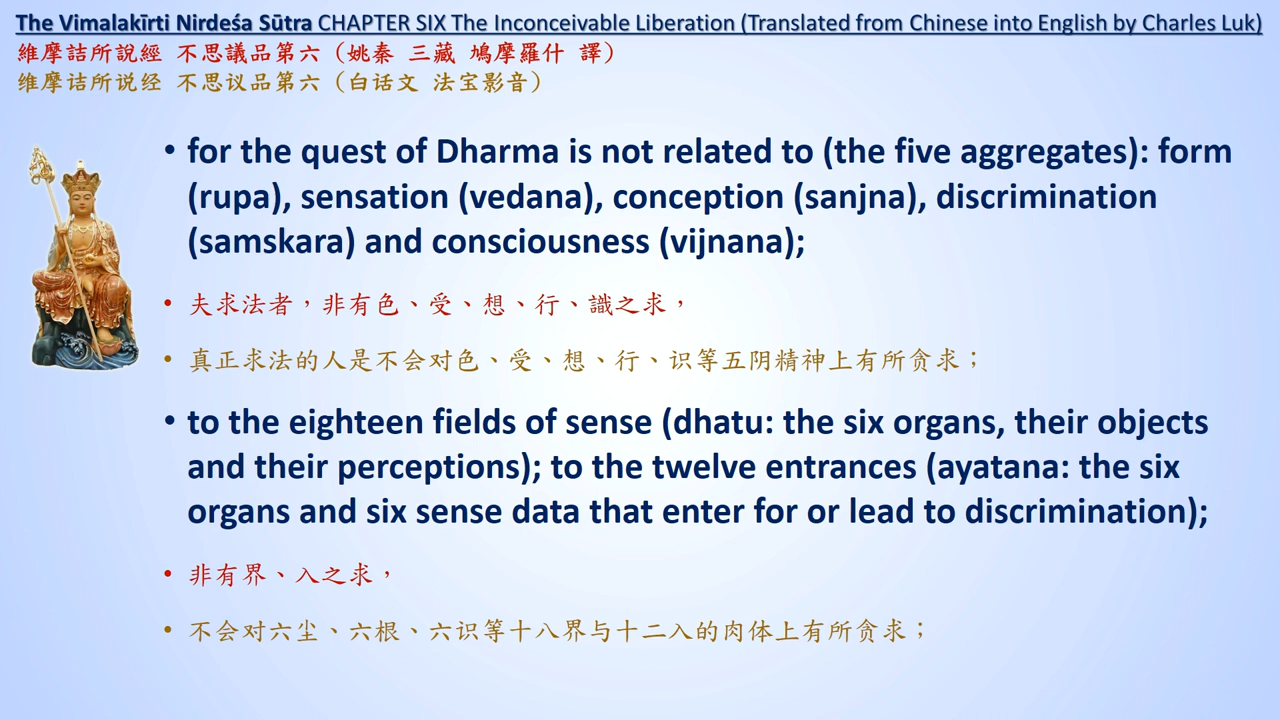 The Vimalakīrti Nirdeśa Sūtra CHAPTER SIX The Inconceivable Liberation (Translated from Chinese into English by Charles Luk)
維摩詰所說經 不思議品第六（姚秦 三藏 鳩摩羅什 譯）
维摩诘所说经 不思议品第六（白话文 法宝影音）
• for the quest of Dharma is not related to (the five aggregates): form
(rupa), sensation (vedana), conception (sanjna), discrimination
(samskara) and consciousness (vijnana);
• 夫求法者，非有色、受、想、行、識之求，
• 真正求法的人是不会对色、受、想、行、识等五阴精神上有所贪求；
• to the eighteen fields of sense (dhatu: the six organs, their objects
and their perceptions); to the twelve entrances (ayatana: the six
organs and six sense data that enter for or lead to discrimination);
• 非有界、入之求，
• 不会对六尘、六根、六识等十八界与十二入的肉体上有所贪求；